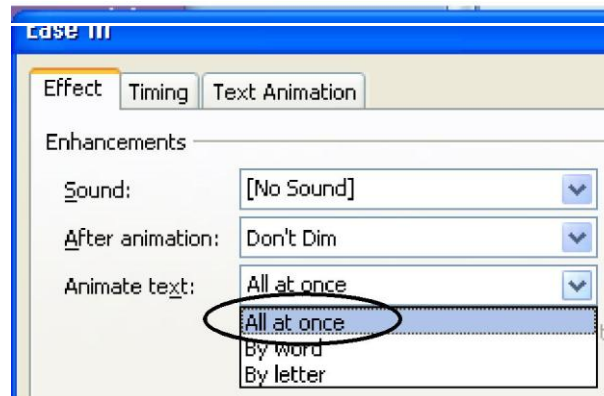 Ease In
Effect Timing Text Animation
Enhancements
Sound: [No Sound]
After animation: Don't Dim
Animate text: All at once
All at once
By word
By letter